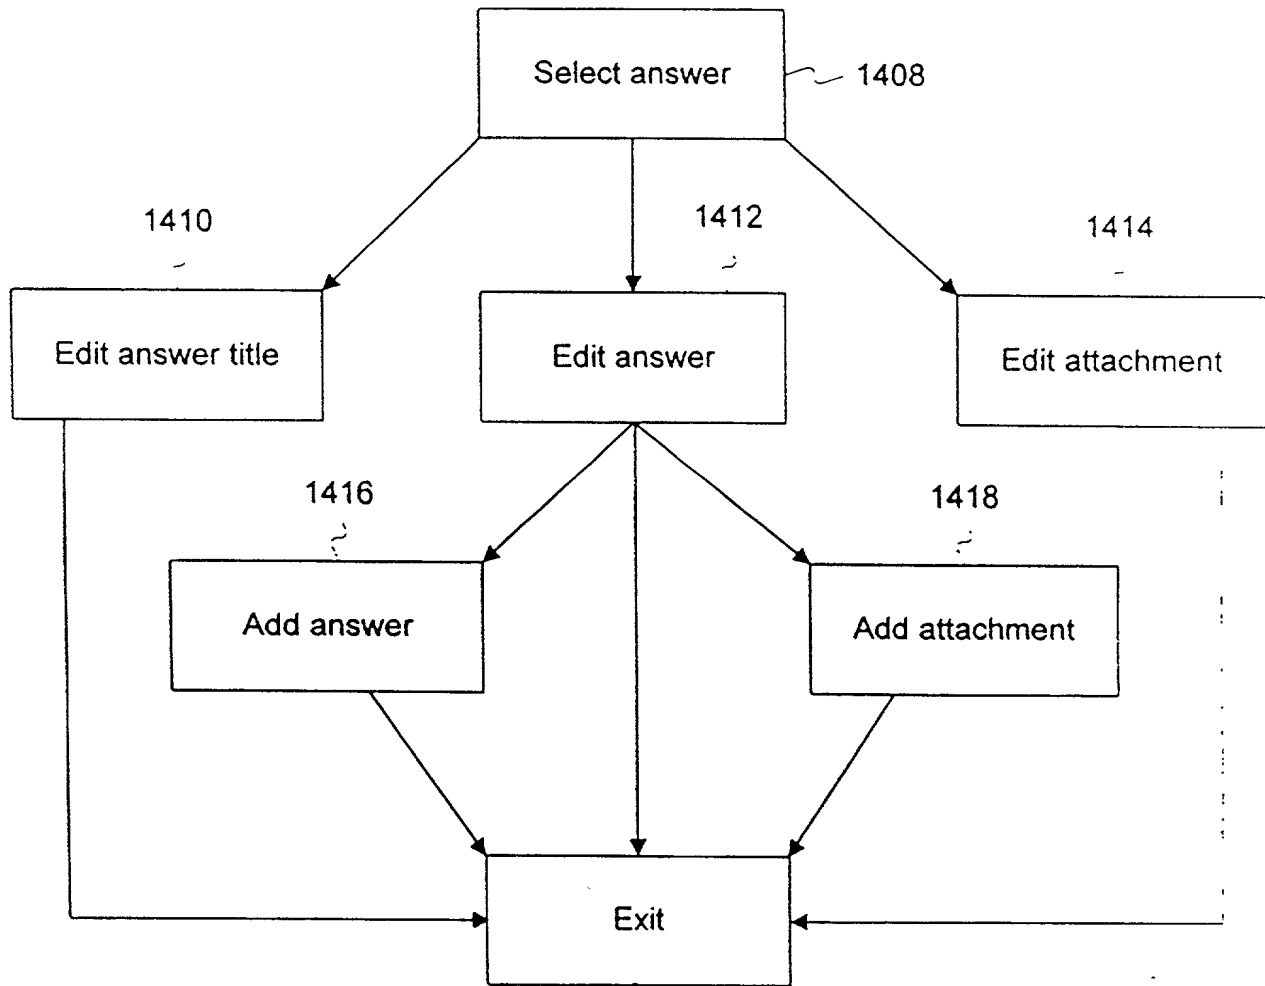 Select answer
1408
1410
1412
1414
Edit answer title
Edit answer
Edit attachment
1416
1418
Add answer
Add attachment
Exit